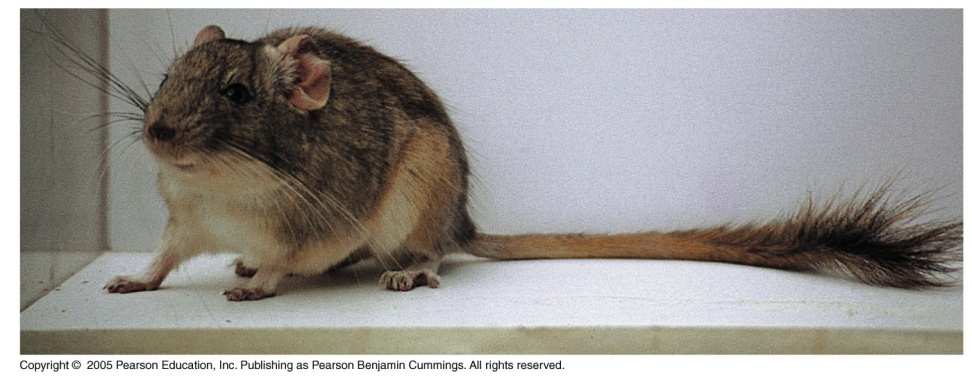 Copyright © 2005 Pearson Education, Inc. Publishing as Pearson Benjamin Cummings. All rights reserved.